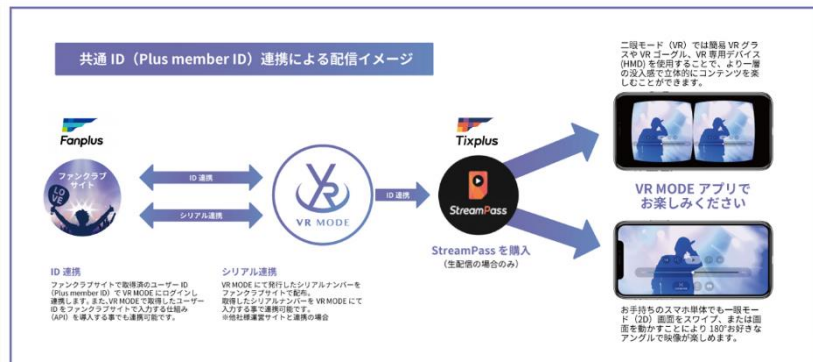 共通 ID（Plus member ID）連携による配信イメージ
二眼モード（VR）では簡易 VR グラ
スや VR ゴーグル、VR 専用デバイス
(HMD) を使用することで、より一層
の没入感で立体的にコンテンツを楽
しむことができます。
Fanplus
ファンクラブ
サイト
LOVE
ID 連携
シリアル連携
VR MODE
ID 連携
Tixplus
StreamPass
StreamPass を購入
（生配信の場合のみ）
VR MODE アプリで
お楽しみください
ID 連携
ファンクラブサイトで取得済のユーザー ID
（Plus member ID）で VR MODE にログインし
連携します。また、VR MODE で取得したユーザー
ID をファンクラブサイトで入力する仕組み
（API）を導入する事でも連携可能です。
シリアル連携
VR MODE にて発行したシリアルナンバーを
ファンクラブサイトで配布。
取得したシリアルナンバーを VR MODE にて
入力する事で連携可能です。
※他社様運営サイトと連携の場合
お手持ちのスマホ単体でも一眼モ
ード（2D）画面をスワイプ、または画
面を動かすことにより 180°お好きな
アングルで映像が楽しめます。